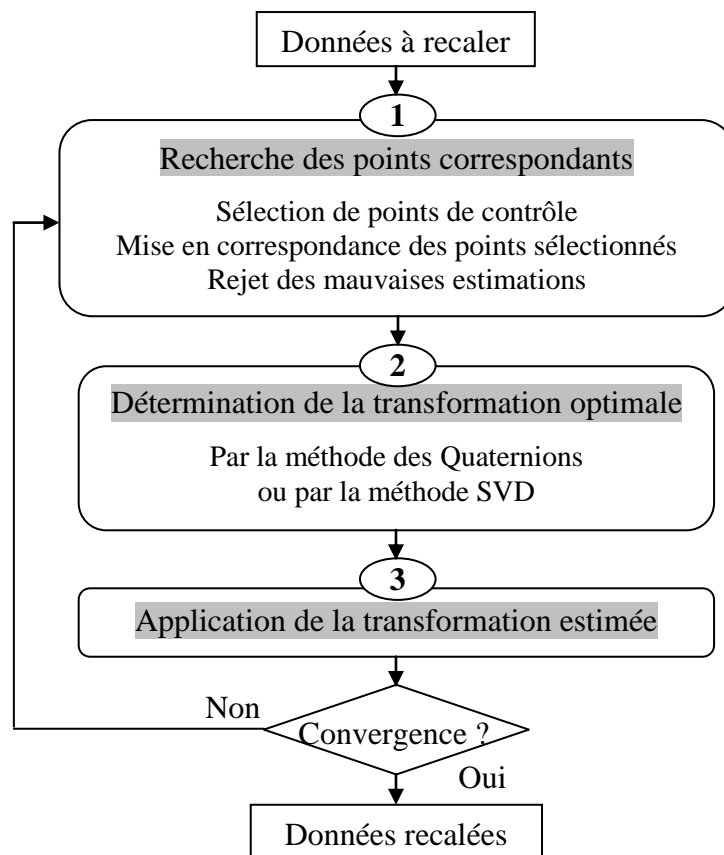 Données à recaler
1
Recherche des points correspondants
Sélection de points de contrôle
Mise en correspondance des points sélectionnés
Rejet des mauvaises estimations
2
Détermination de la transformation optimale
Par la méthode des Quaternions
ou par la méthode SVD
3
Application de la transformation estimée
Non
Convergence ?
Oui
Données recalées